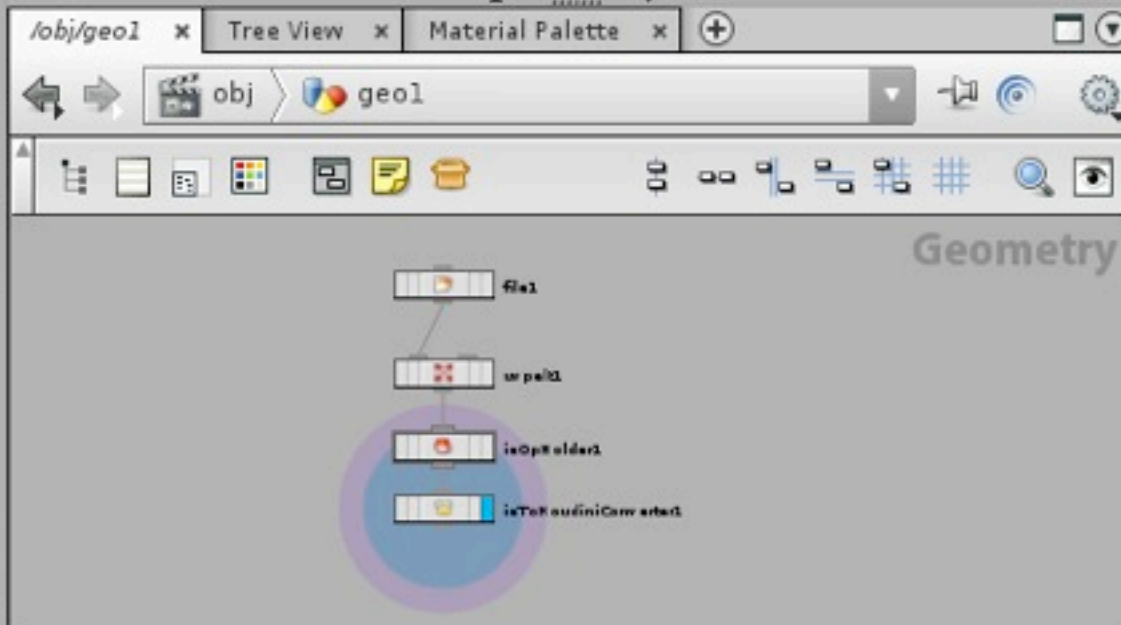 /obj/geo1
Tree View
Material Palette
obj
geo1
Geometry
file1
uvpelt1
ieOpHolder1
ieToHoudiniConverter1